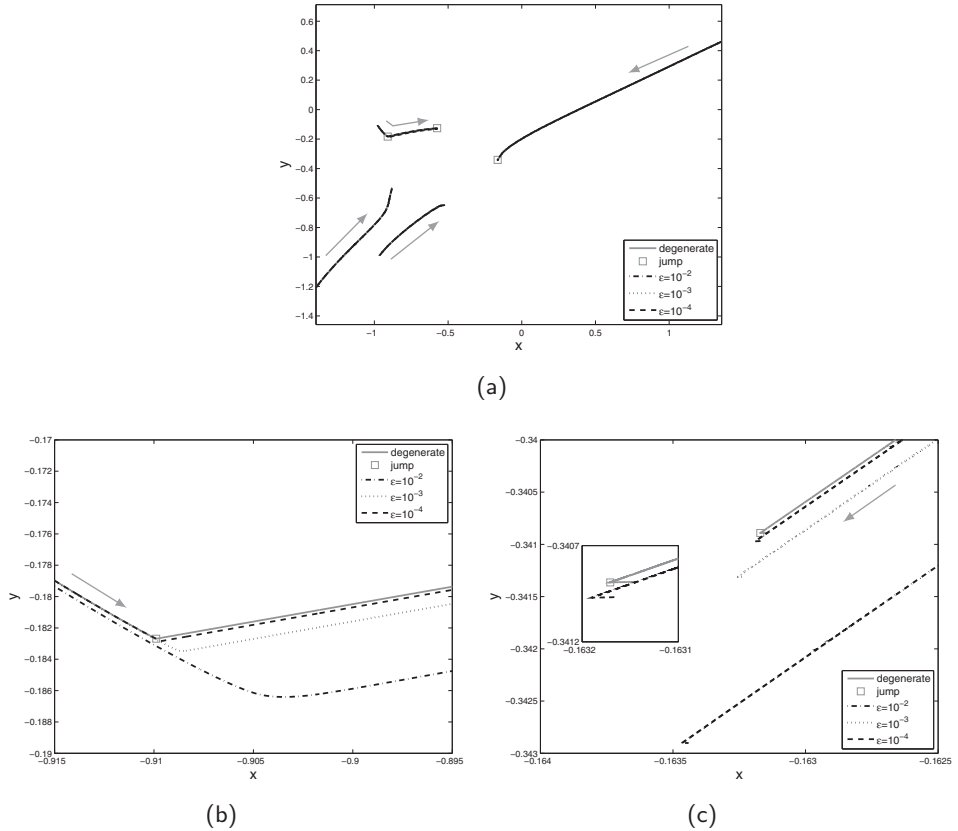 0.6
0.4
0.2
0
−0.2
−0.4
−0.6
−0.8
−1
−1.2
−1.4
y
−1
−0.5
0
0.5
1
x
degenerate
jump
ε=10−2
ε=10−3
ε=10−4
(a)
−0.17
−0.172
−0.174
−0.176
−0.178
−0.18
−0.182
−0.184
−0.186
−0.188
−0.19
y
−0.915
−0.91
−0.905
−0.9
−0.895
x
degenerate
jump
ε=10−2
ε=10−3
ε=10−4
(b)
−0.34
−0.3405
−0.341
−0.3415
−0.342
−0.3425
−0.343
y
−0.3407
−0.3412
−0.1632
−0.1631
−0.164
−0.1635
−0.163
−0.1625
x
degenerate
jump
ε=10−2
ε=10−3
ε=10−4
(c)